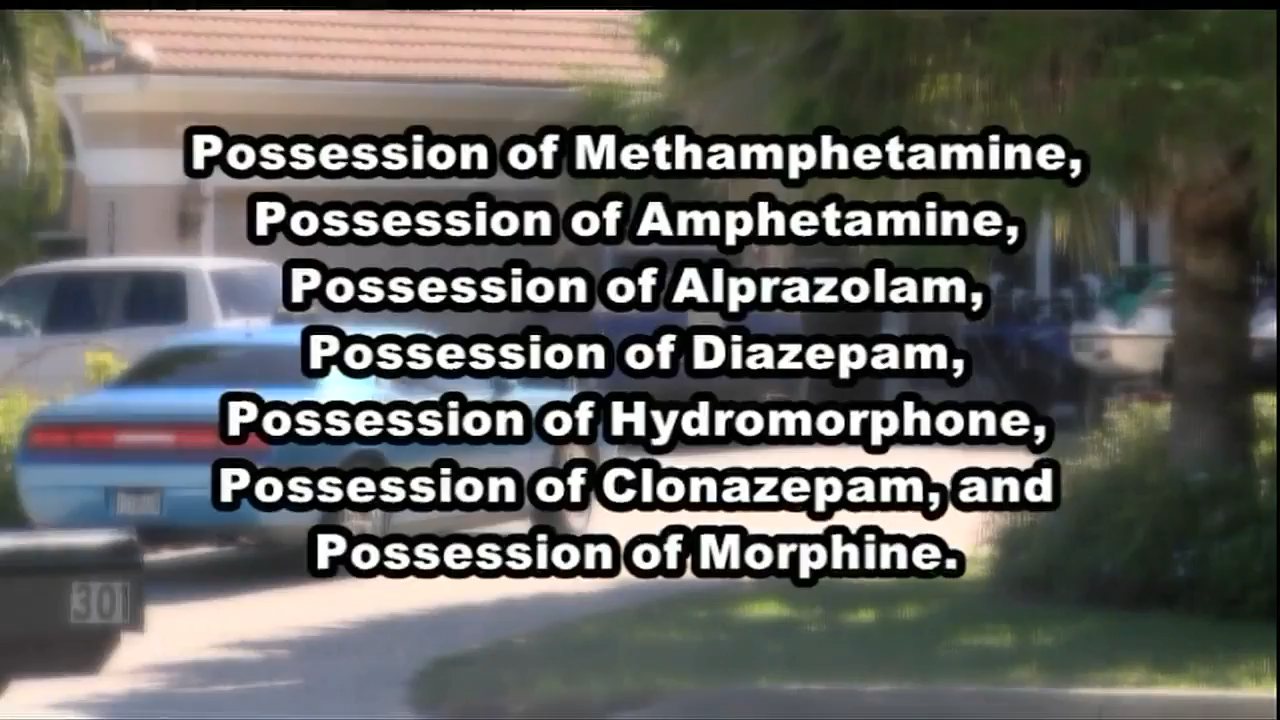 Possession of Methamphetamine,
Possession of Amphetamine,
Possession of Alprazolam,
Possession of Diazepam,
Possession of Hydromorphone,
Possession of Clonazepam, and
Possession of Morphine.
301